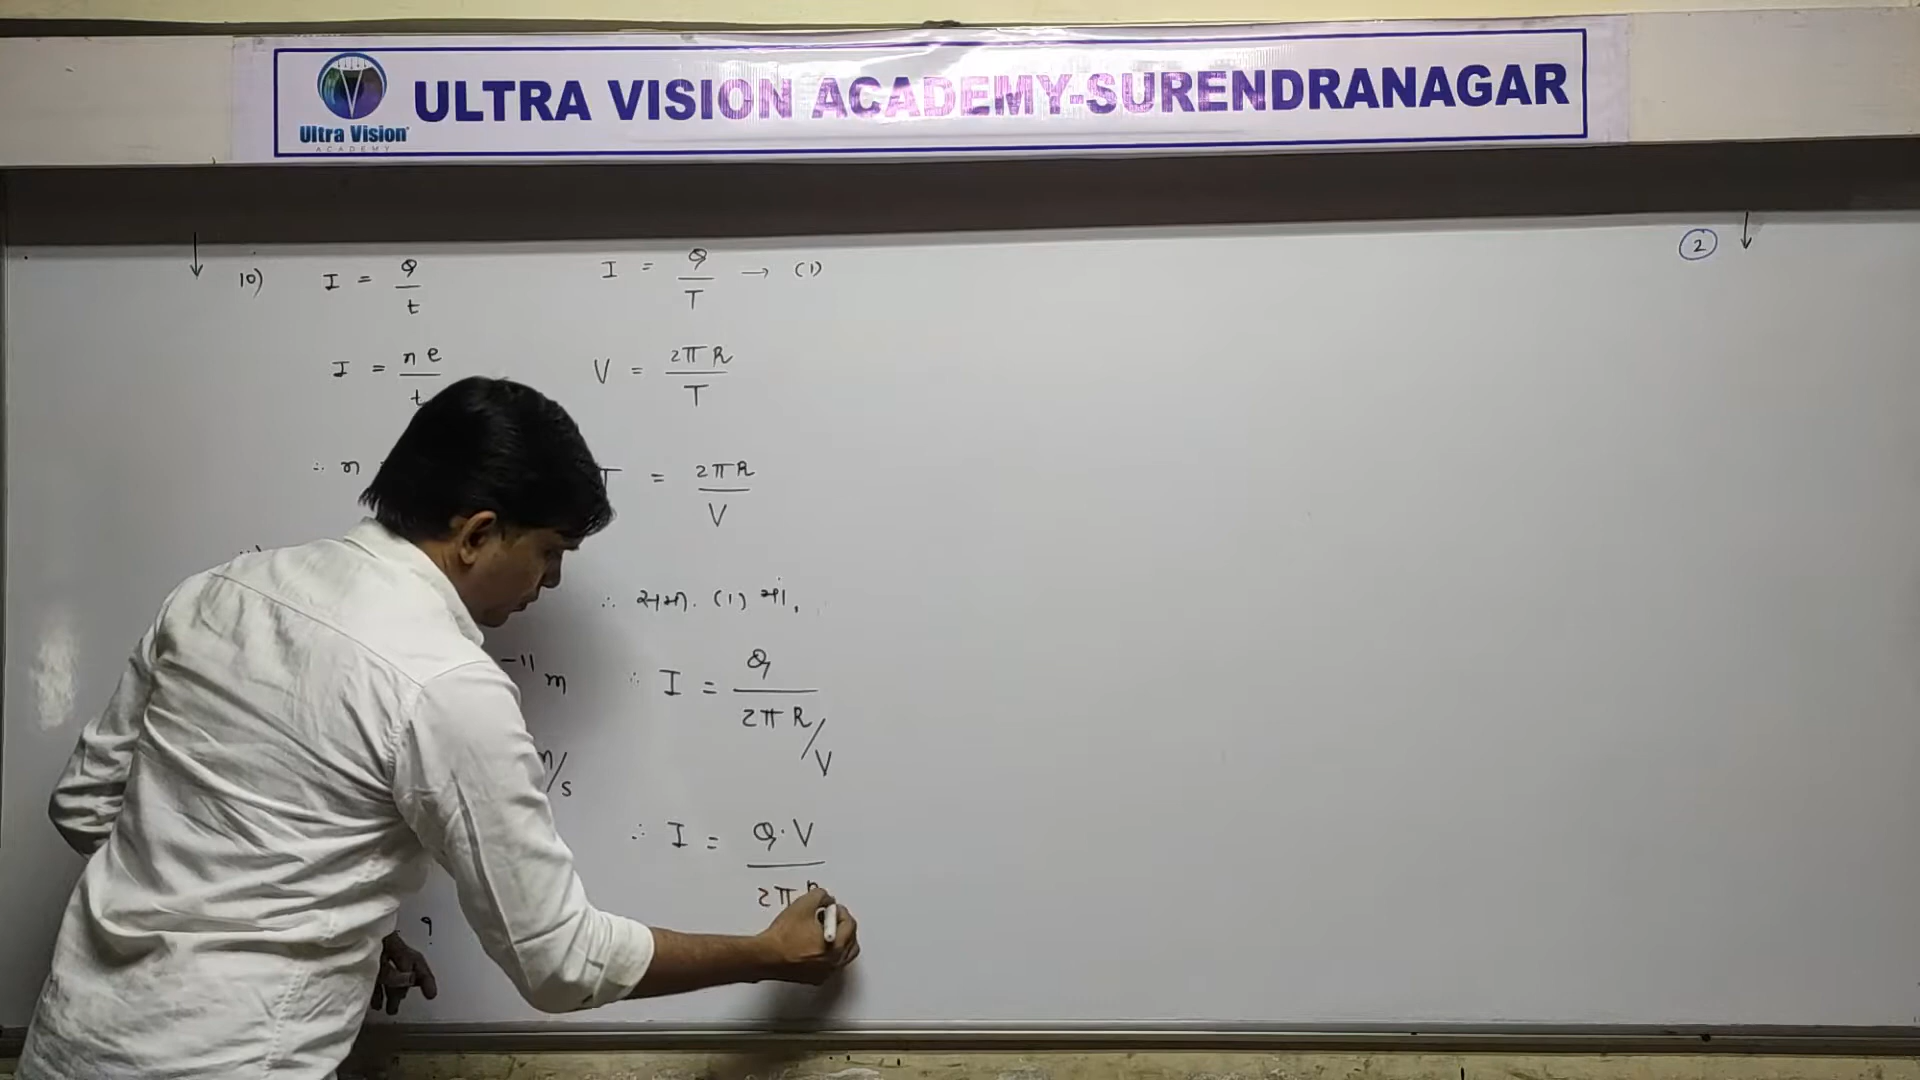 ULTRA VISION ACADEMY-SURENDRANAGAR
Ultra Vision
ACADEMY
2
10) I = Q / t
I = ne / t
∴ n
-11 m
m/s
?
I = Q / T → (1)
V = 2πR / T
T = 2πR / V
∴ સમી. (1) માં,
∴ I = Q / 2πR/V
∴ I = Q·V / 2πR